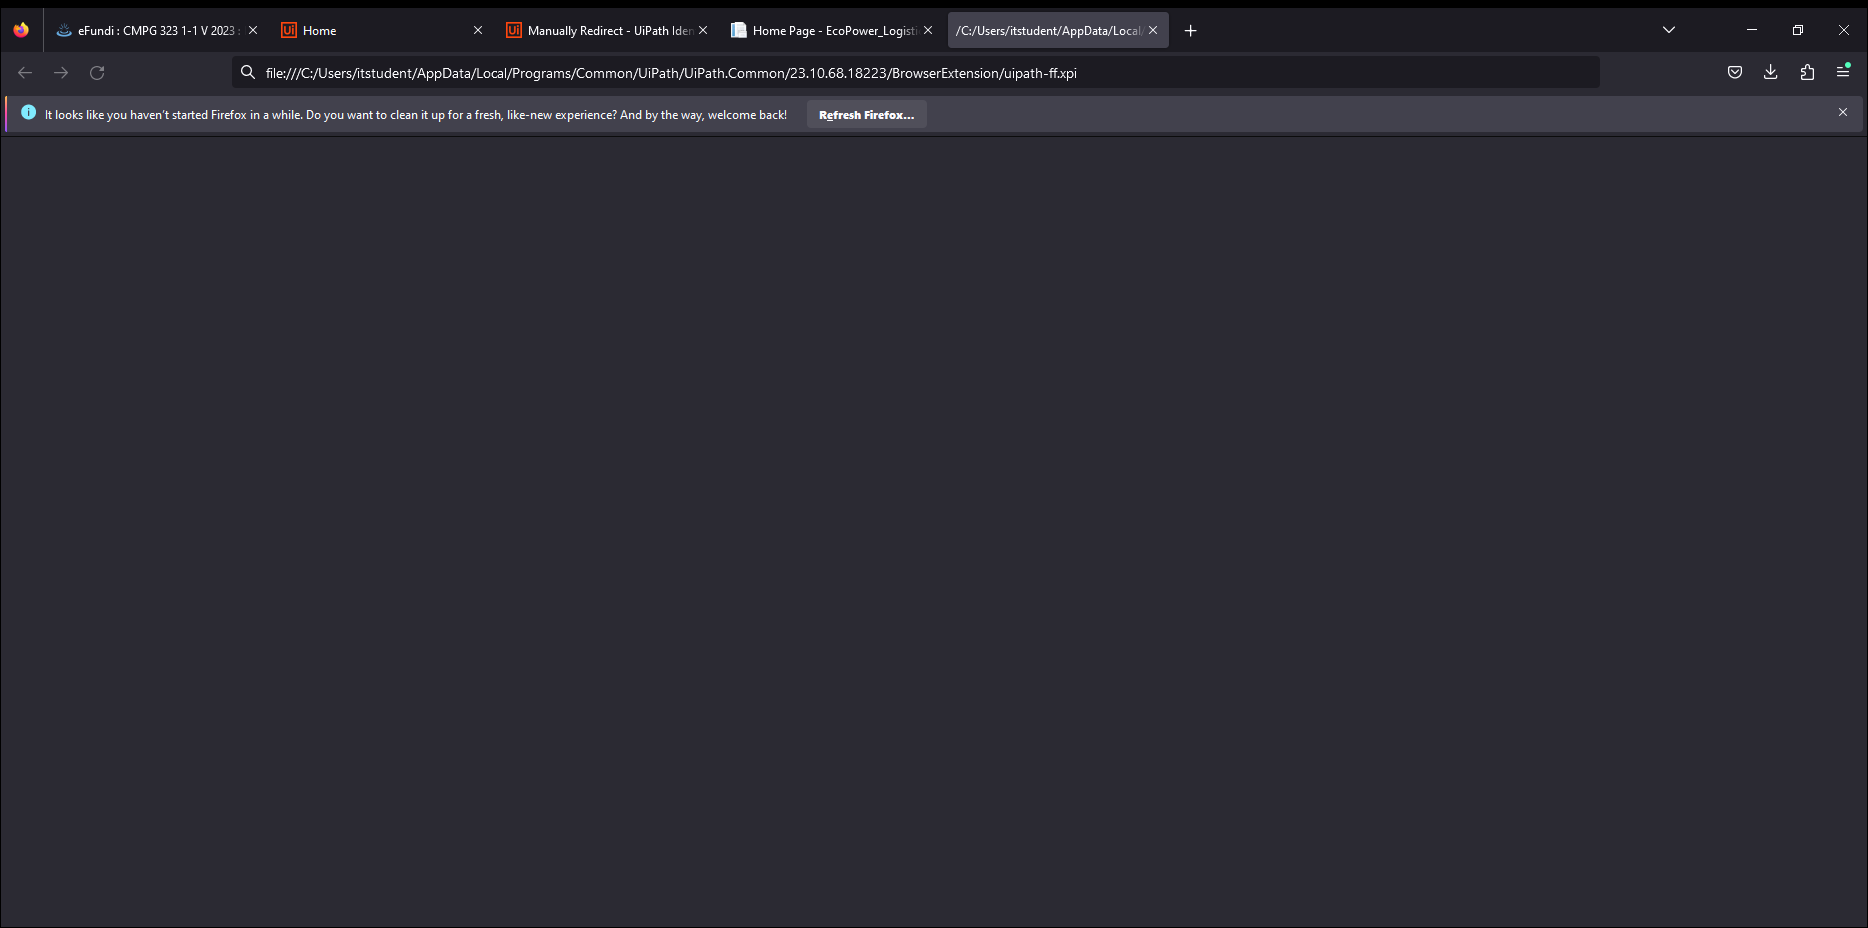 eFundi : CMPG 323 1-1 V 2023 :
Ui Home
Ui Manually Redirect - UiPath Iden
Home Page - EcoPower_Logisti
/C:/Users/itstudent/AppData/Local/
file:///C:/Users/itstudent/AppData/Local/Programs/Common/UiPath/UiPath.Common/23.10.68.18223/BrowserExtension/uipath-ff.xpi
It looks like you haven't started Firefox in a while. Do you want to clean it up for a fresh, like-new experience? And by the way, welcome back! Refresh Firefox...